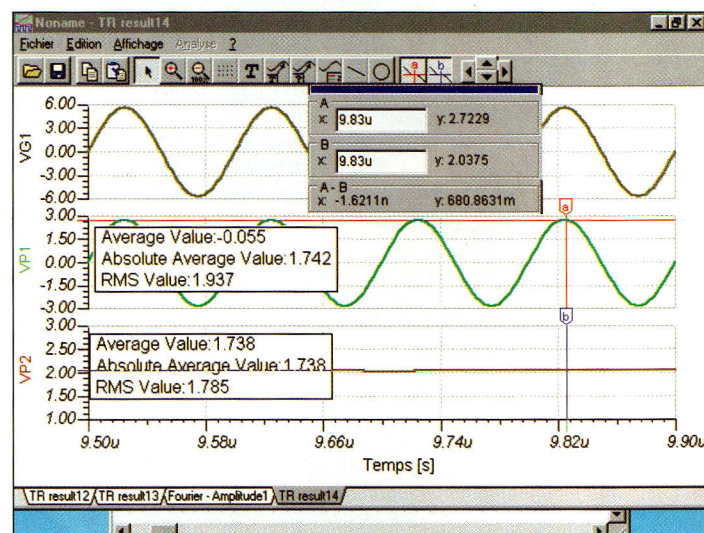 Noname - TR result14
Fichier Edition Affichage Analyse ?
T
100%
a b
A
x: 9.83u y: 2.7229
B
x: 9.83u y: 2.0375
A - B
x: -1.6211n y: 680.8631m
VG1
6.00
3.00
0.00
-3.00
-6.00
a
VP1
3.00
1.50
0.00
-1.50
-3.00
Average Value:-0.055
Absolute Average Value:1.742
RMS Value:1.937
b
VP2
3.00
2.50
2.00
1.50
1.00
Average Value:1.738
Absolute Average Value:1.738
RMS Value:1.785
9.50u 9.58u 9.66u 9.74u 9.82u 9.90u
Temps [s]
TR result12 TR result13 Fourier - Amplitude1 TR result14